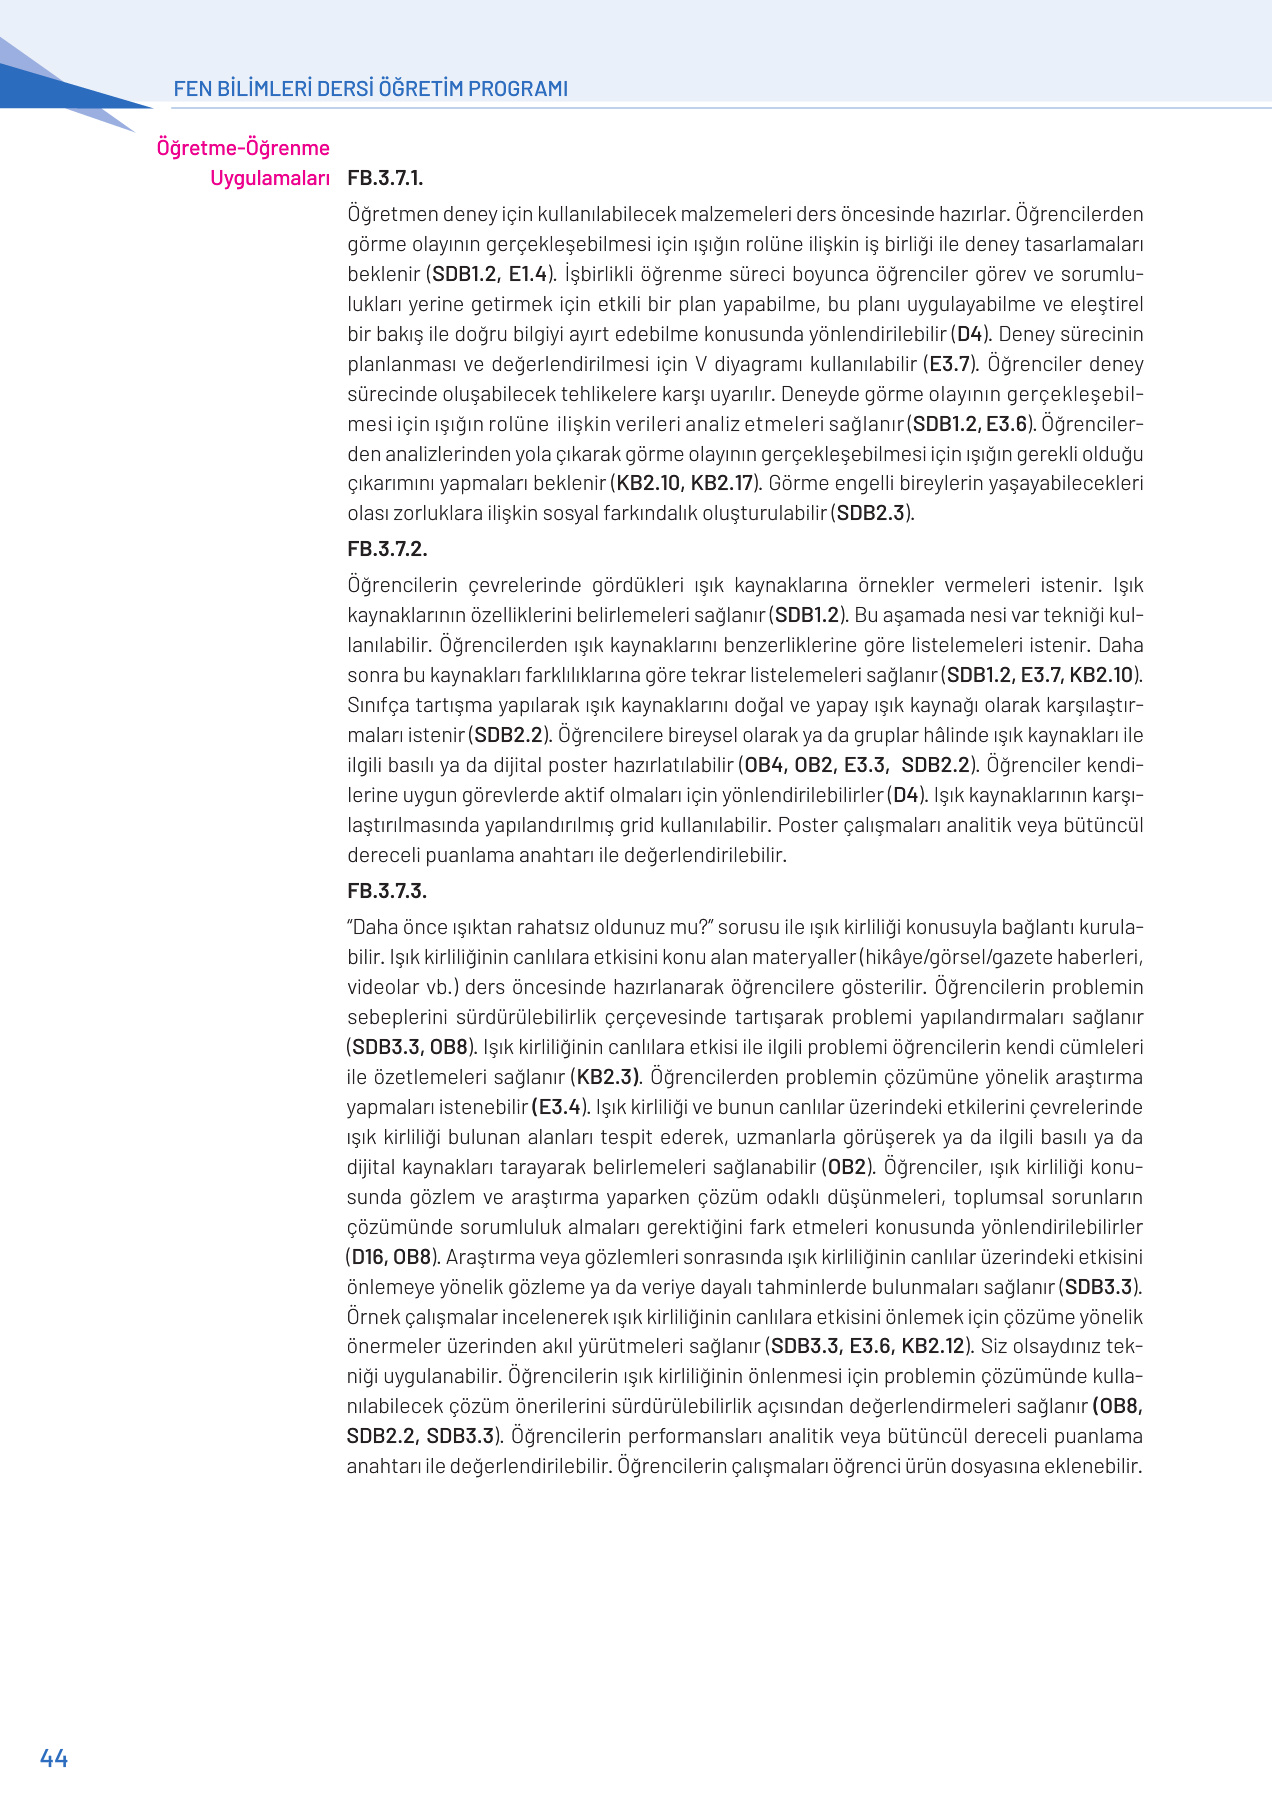 FEN BİLİMLERİ DERSİ ÖĞRETİM PROGRAMI
Öğretme-Öğrenme
Uygulamaları
FB.3.7.1.
Öğretmen deney için kullanılabilecek malzemeleri ders öncesinde hazırlar. Öğrencilerden
görme olayının gerçekleşebilmesi için ışığın rolüne ilişkin iş birliği ile deney tasarlamaları
beklenir (SDB1.2, E1.4). İşbirlikli öğrenme süreci boyunca öğrenciler görev ve sorumlu-
lukları yerine getirmek için etkili bir plan yapabilme, bu planı uygulayabilme ve eleştirel
bir bakış ile doğru bilgiyi ayırt edebilme konusunda yönlendirilebilir (D4). Deney sürecinin
planlanması ve değerlendirilmesi için V diyagramı kullanılabilir (E3.7). Öğrenciler deney
sürecinde oluşabilecek tehlikelere karşı uyarılır. Deneyde görme olayının gerçekleşebil-
mesi için ışığın rolüne ilişkin verileri analiz etmeleri sağlanır (SDB1.2, E3.6). Öğrenciler-
den analizlerinden yola çıkarak görme olayının gerçekleşebilmesi için ışığın gerekli olduğu
çıkarımını yapmaları beklenir (KB2.10, KB2.17). Görme engelli bireylerin yaşayabilecekleri
olası zorluklara ilişkin sosyal farkındalık oluşturulabilir (SDB2.3).
FB.3.7.2.
Öğrencilerin çevrelerinde gördükleri ışık kaynaklarına örnekler vermeleri istenir. Işık
kaynaklarının özelliklerini belirlemeleri sağlanır (SDB1.2). Bu aşamada nesi var tekniği kul-
lanılabilir. Öğrencilerden ışık kaynaklarını benzerliklerine göre listelemeleri istenir. Daha
sonra bu kaynakları farklılıklarına göre tekrar listelemeleri sağlanır (SDB1.2, E3.7, KB2.10).
Sınıfça tartışma yapılarak ışık kaynaklarını doğal ve yapay ışık kaynağı olarak karşılaştır-
maları istenir (SDB2.2). Öğrencilere bireysel olarak ya da gruplar hâlinde ışık kaynakları ile
ilgili basılı ya da dijital poster hazırlatılabilir (OB4, OB2, E3.3, SDB2.2). Öğrenciler kendi-
lerine uygun görevlerde aktif olmaları için yönlendirilebilirler (D4). Işık kaynaklarının karşı-
laştırılmasında yapılandırılmış grid kullanılabilir. Poster çalışmaları analitik veya bütüncül
dereceli puanlama anahtarı ile değerlendirilebilir.
FB.3.7.3.
“Daha önce ışıktan rahatsız oldunuz mu?” sorusu ile ışık kirliliği konusuyla bağlantı kurula-
bilir. Işık kirliliğinin canlılara etkisini konu alan materyaller (hikâye/görsel/gazete haberleri,
videolar vb.) ders öncesinde hazırlanarak öğrencilere gösterilir. Öğrencilerin problemin
sebeplerini sürdürülebilirlik çerçevesinde tartışarak problemi yapılandırmaları sağlanır
(SDB3.3, OB8). Işık kirliliğinin canlılara etkisi ile ilgili problemi öğrencilerin kendi cümleleri
ile özetlemeleri sağlanır (KB2.3). Öğrencilerden problemin çözümüne yönelik araştırma
yapmaları istenebilir (E3.4). Işık kirliliği ve bunun canlılar üzerindeki etkilerini çevrelerinde
ışık kirliliği bulunan alanları tespit ederek, uzmanlarla görüşerek ya da ilgili basılı ya da
dijital kaynakları tarayarak belirlemeleri sağlanabilir (OB2). Öğrenciler, ışık kirliliği konu-
sunda gözlem ve araştırma yaparken çözüm odaklı düşünmeleri, toplumsal sorunların
çözümünde sorumluluk almaları gerektiğini fark etmeleri konusunda yönlendirilebilirler
(D16, OB8). Araştırma veya gözlemleri sonrasında ışık kirliliğinin canlılar üzerindeki etkisini
önlemeye yönelik gözleme ya da veriye dayalı tahminlerde bulunmaları sağlanır (SDB3.3).
Örnek çalışmalar incelenerek ışık kirliliğinin canlılara etkisini önlemek için çözüme yönelik
önermeler üzerinden akıl yürütmeleri sağlanır (SDB3.3, E3.6, KB2.12). Siz olsaydınız tek-
niği uygulanabilir. Öğrencilerin ışık kirliliğinin önlenmesi için problemin çözümünde kulla-
nılabilecek çözüm önerilerini sürdürülebilirlik açısından değerlendirmeleri sağlanır (OB8,
SDB2.2, SDB3.3). Öğrencilerin performansları analitik veya bütüncül dereceli puanlama
anahtarı ile değerlendirilebilir. Öğrencilerin çalışmaları öğrenci ürün dosyasına eklenebilir.
44